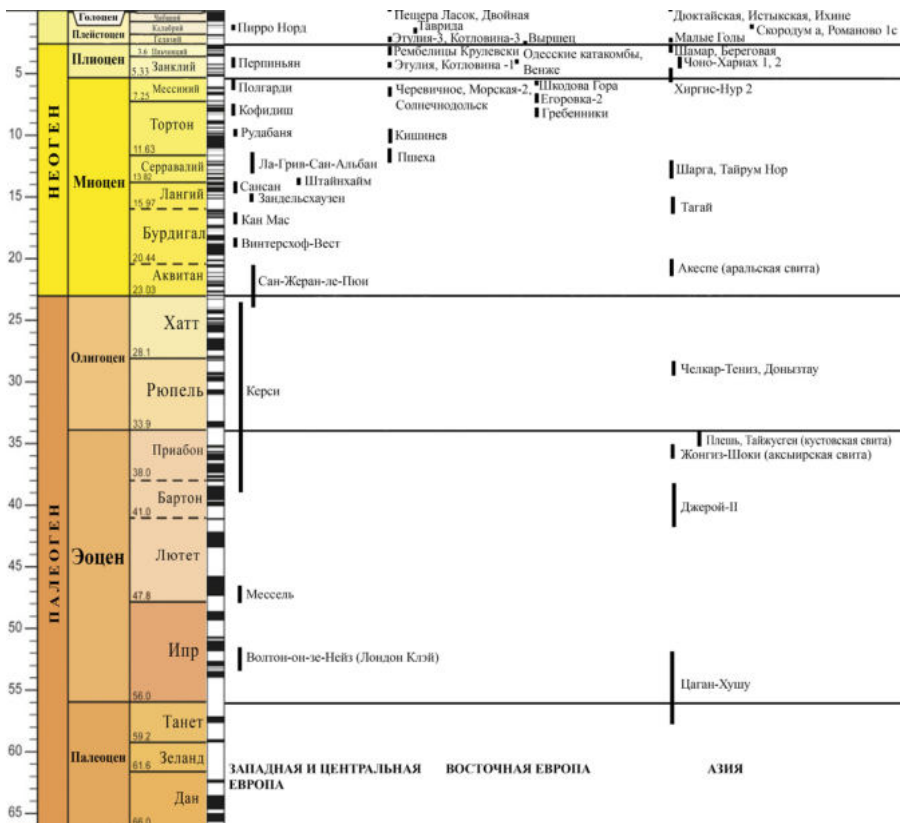 Голоцен
Плейстоцен
Калабрий
Гелазий
Пирро Норд
Пещера Ласок, Двойная
Таврида
Этулия-3, Котловина-3
Выршец
Дюктайская, Истыкская, Ихине
Скородум а, Романово 1с
Малые Голы
НЕОГЕН
Плиоцен
3.6 Пьяченций
Занклий
5.33
Перпиньян
Рембелицы Крулевски
Этулия, Котловина -1
Одесские катакомбы,
Венже
Шамар, Береговая
Чоно-Хариах 1, 2
5
Миоцен
Мессиний
7.25
Полгарди
Черевичное, Морская-2,
Солнечнодольск
Шкодова Гора
Егоровка-2
Гребенники
Хиргис-Нур 2
Кофидиш
10
Тортон
11.63
Рудабаня
Кишинев
Пшеха
Серравалий
13.82
Ла-Грив-Сан-Альбан
Штайнхайм
Шарга, Тайрум Нор
15
Лангий
15.97
Сансан
Зандельсхаузен
Тагай
Бурдигал
20.44
Кан Мас
Винтерсхоф-Вест
20
Аквитан
23.03
Сан-Жеран-ле-Пюи
Акеспе (аральская свита)
ПАЛЕОГЕН
Олигоцен
25
Хатт
28.1
30
Рюпель
33.9
Керси
Челкар-Тениз, Донызтау
Эоцен
35
Приабон
38.0
Плешь, Тайжусген (кустовская свита)
Жонгиз-Шоки (аксыирская свита)
40
Бартон
41.0
Джерой-II
45
Лютет
47.8
Мессель
50
Ипр
56.0
Волтон-он-зе-Нейз (Лондон Клэй)
55
Цаган-Хушу
Палеоцен
Танет
59.2
60
Зеланд
61.6
65
Дан
66.0
ЗАПАДНАЯ И ЦЕНТРАЛЬНАЯ
ЕВРОПА
ВОСТОЧНАЯ ЕВРОПА
АЗИЯ